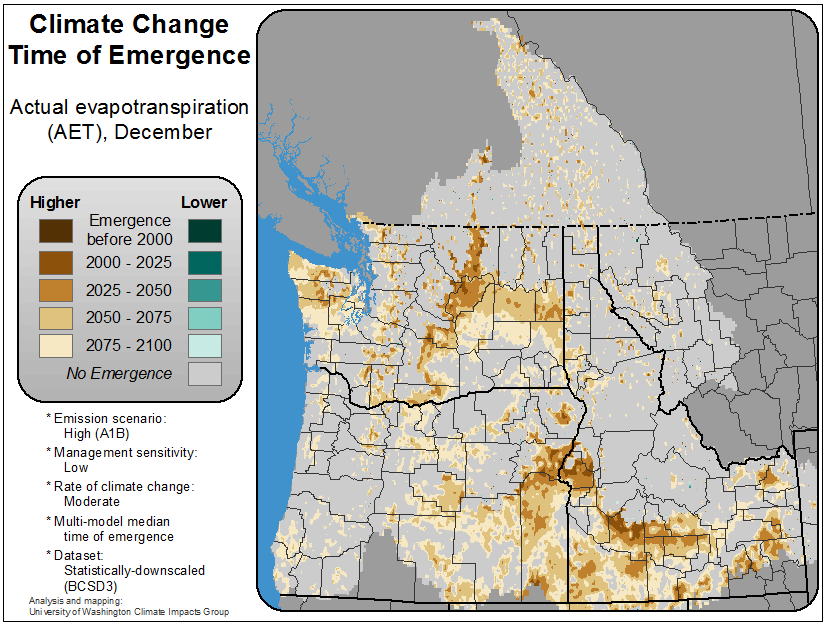 Climate Change
Time of Emergence
Actual evapotranspiration
(AET), December
Higher
Lower
Emergence
before 2000
2000 - 2025
2025 - 2050
2050 - 2075
2075 - 2100
No Emergence
* Emission scenario:
High (A1B)
* Management sensitivity:
Low
* Rate of climate change:
Moderate
* Multi-model median
time of emergence
* Dataset:
Statistically-downscaled
(BCSD3)
Analysis and mapping:
University of Washington Climate Impacts Group